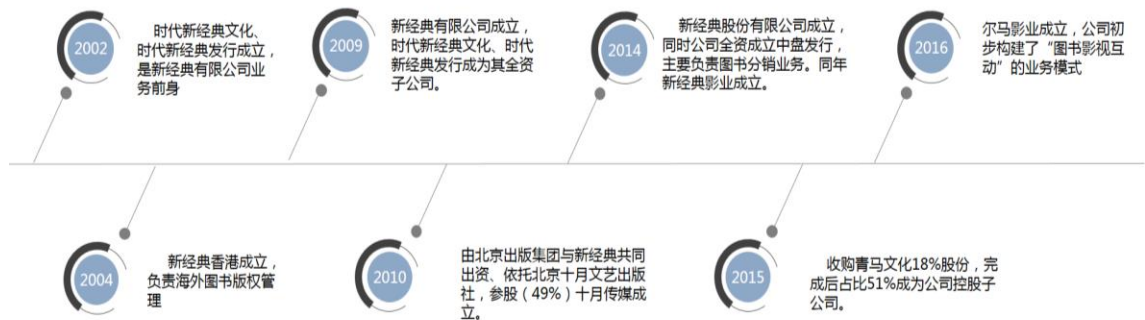 2002
时代新经典文化、
时代新经典发行成立，
是新经典有限公司业
务前身
2009
新经典有限公司成立，
时代新经典文化、时代
新经典发行成为其全资
子公司。
2014
新经典股份有限公司成立，
同时公司全资成立中盘发行，
主要负责图书分销业务。同年
新经典影业成立。
2016
尔马影业成立，公司初
步构建了“图书影视互
动”的业务模式
2004
新经典香港成立，
负责海外图书版权管
理
2010
由北京出版集团与新经典共同
出资、依托北京十月文艺出版
社，参股（49%）十月传媒成
立。
2015
收购青马文化18%股份，完
成后占比51%成为公司控股子
公司。